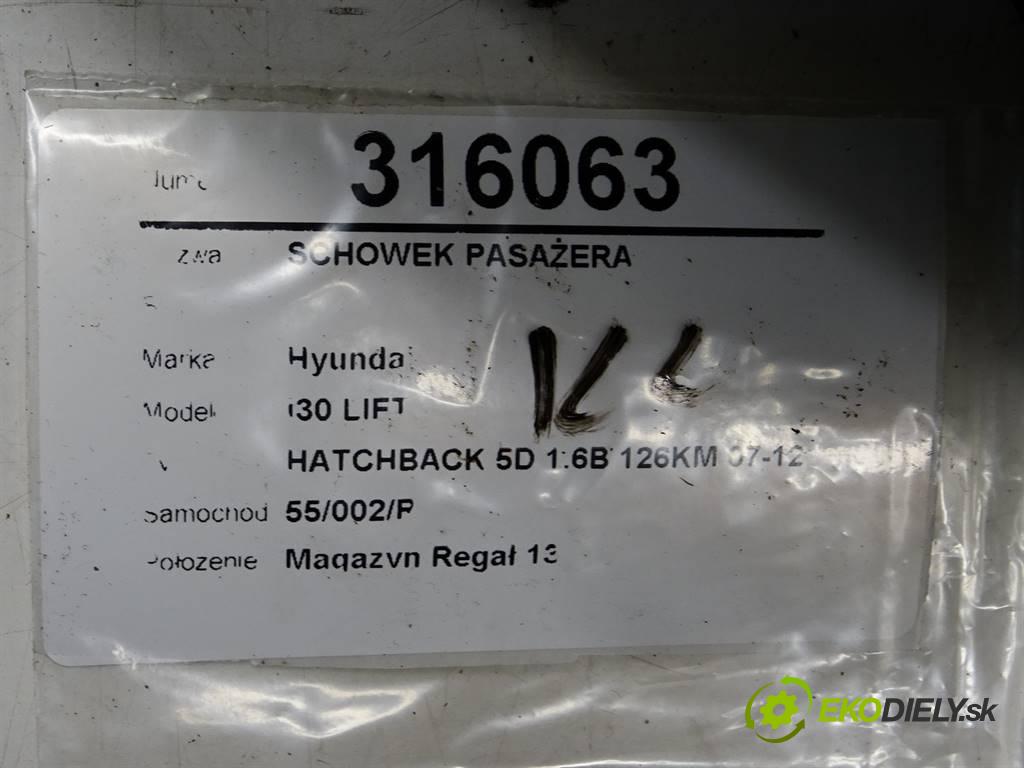 316063
SCHOWEK PASAŻERA
Marka Hyundai
Model i30 LIFT
HATCHBACK 5D 1.6B 126KM 07-12
Samochód 55/002/P
Położenie Magazyn Regał 13
EKODIELY.sk